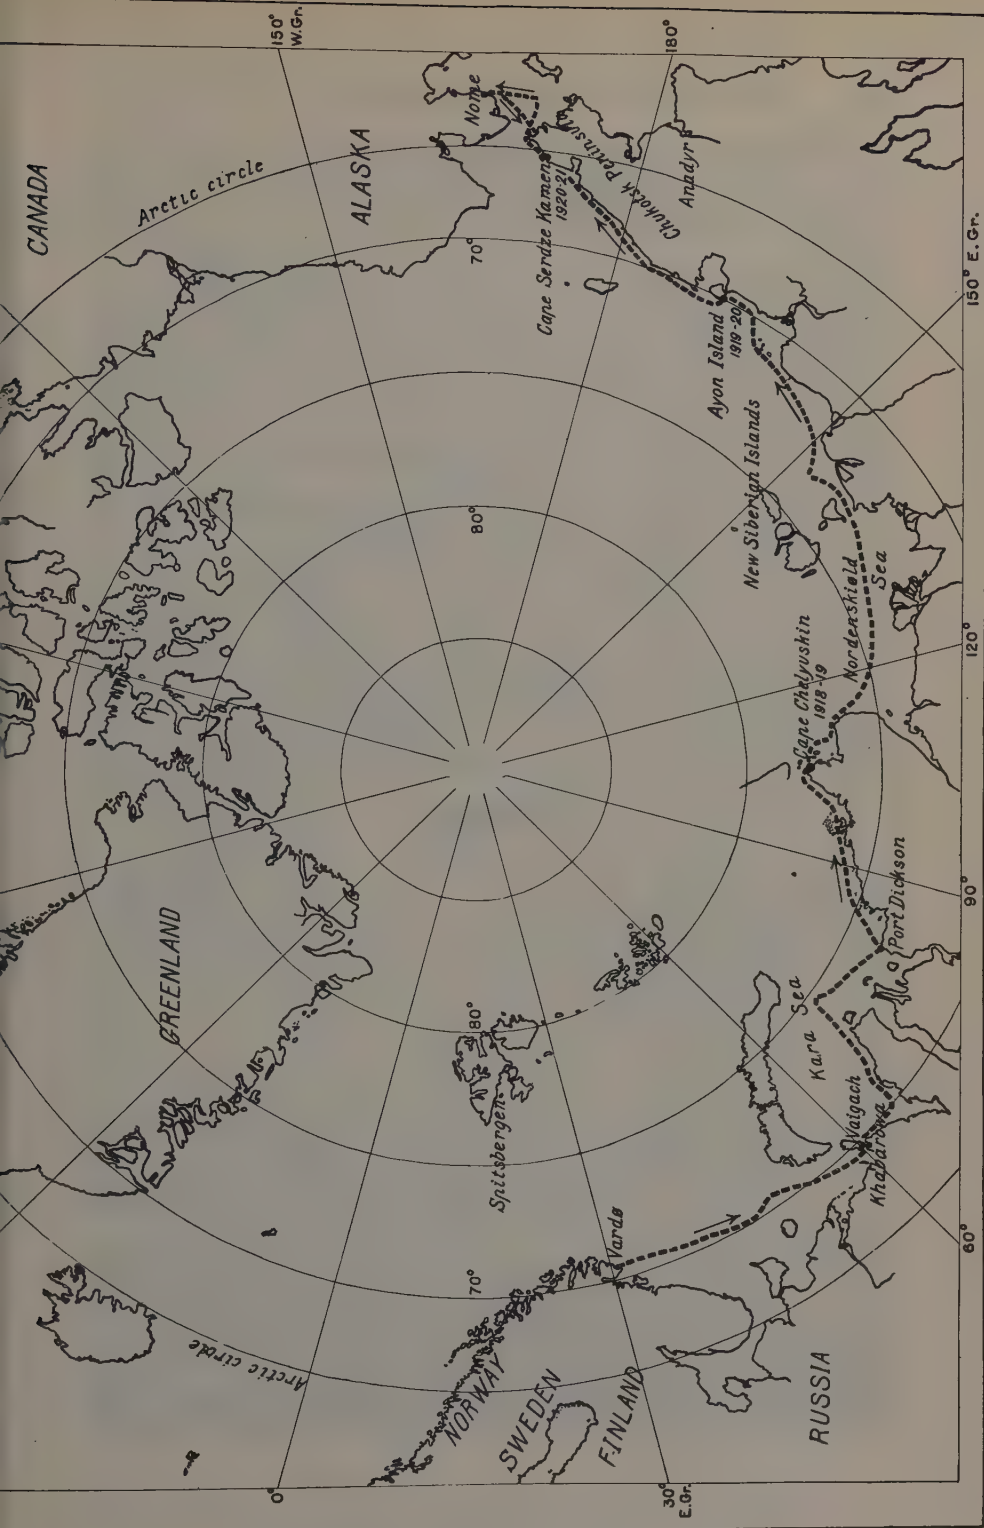 CANADA
GREENLAND
Arctic circle
Arctic circle
0°
150°
W.Gr.
ALASKA
NORWAY
70°
Spitsbergen
80°
80°
70°
Nome
SWEDEN
FINLAND
Vardø
Cape Serdze Kamen
1920-21
Chukotsk Peninsula
30°
E.Gr.
180°
Anadyr
Ayon Island
1919-20
New Siberian Islands
Cape Chelyuskin
1918-19
Kara Sea
RUSSIA
Vaigach
Khabarowa
Nordenskiøld
Sea
Port Dickson
60°
90°
120°
150° E. Gr.